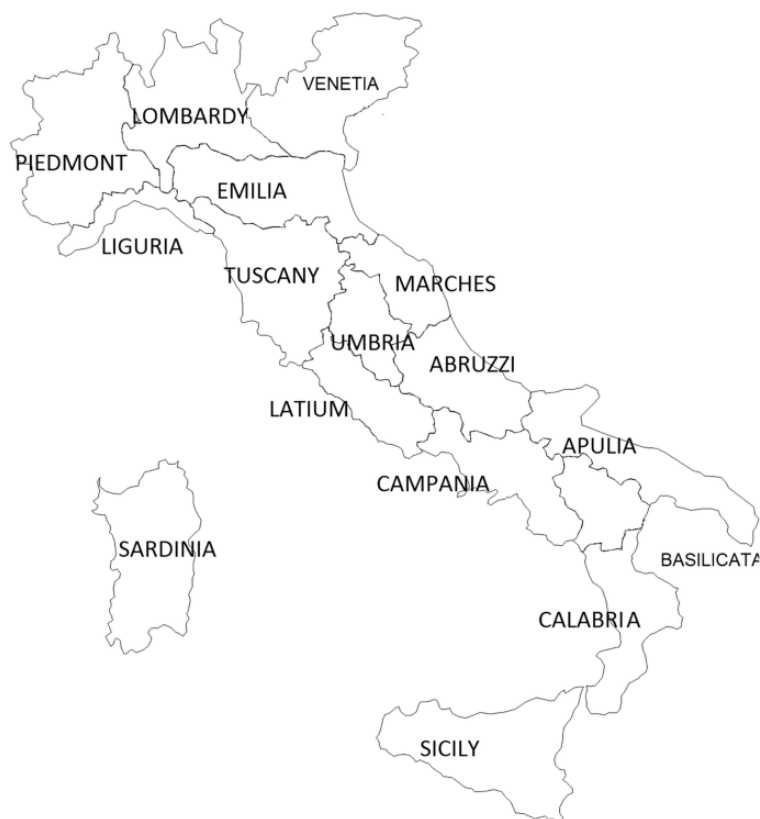 VENETIA
LOMBARDY
PIEDMONT
EMILIA
LIGURIA
TUSCANY
MARCHES
UMBRIA
ABRUZZI
LATIUM
APULIA
CAMPANIA
SARDINIA
BASILICATA
CALABRIA
SICILY